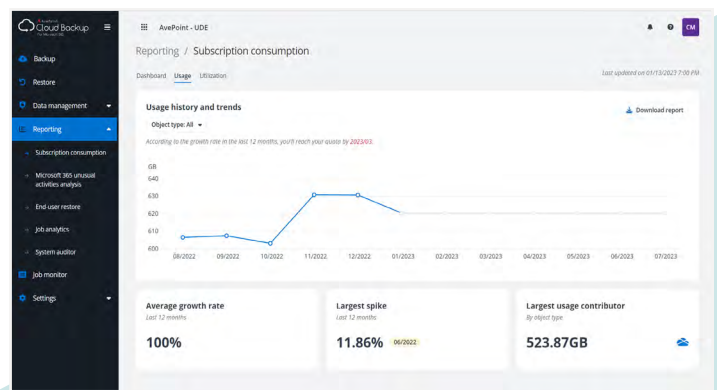 AvePoint
Cloud Backup
For Microsoft 365
AvePoint - UDE
CM
Backup
Restore
Data management
Reporting
Subscription consumption
Microsoft 365 unusual
activities analysis
End-user restore
Job analytics
System auditor
Job monitor
Settings
Reporting / Subscription consumption
Dashboard Usage Utilization
Last updated on 01/13/2023 7:00 PM
Usage history and trends
Download report
Object type: All
According to the growth rate in the last 12 months, you'll reach your quota by 2023/03.
GB
640
630
620
610
600
08/2022 09/2022 10/2022 11/2022 12/2022 01/2023 02/2023 03/2023 04/2023 05/2023 06/2023 07/2023
Average growth rate
Last 12 months
100%
Largest spike
Last 12 months
11.86% 06/2022
Largest usage contributor
By object type
523.87GB